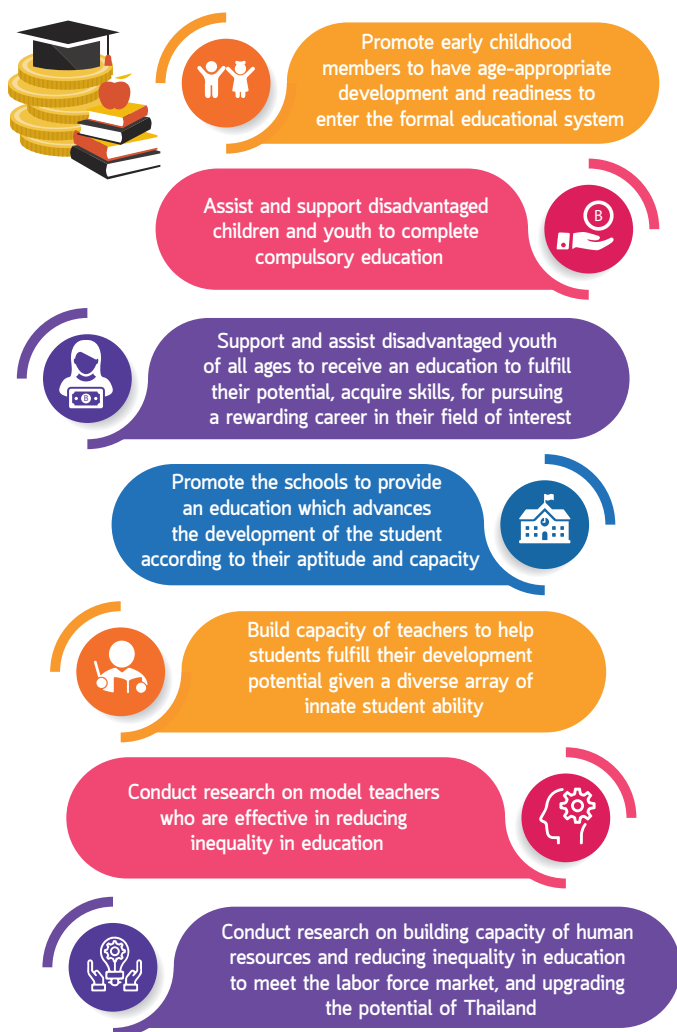 Promote early childhood
members to have age-appropriate
development and readiness to
enter the formal educational system
Assist and support disadvantaged
children and youth to complete
compulsory education
B
Support and assist disadvantaged youth
of all ages to receive an education to fulfill
their potential, acquire skills, for pursuing
a rewarding career in their field of interest
B
Promote the schools to provide
an education which advances
the development of the student
according to their aptitude and capacity
Build capacity of teachers to help
students fulfill their development
potential given a diverse array of
innate student ability
Conduct research on model teachers
who are effective in reducing
inequality in education
Conduct research on building capacity of human
resources and reducing inequality in education
to meet the labor force market, and upgrading
the potential of Thailand